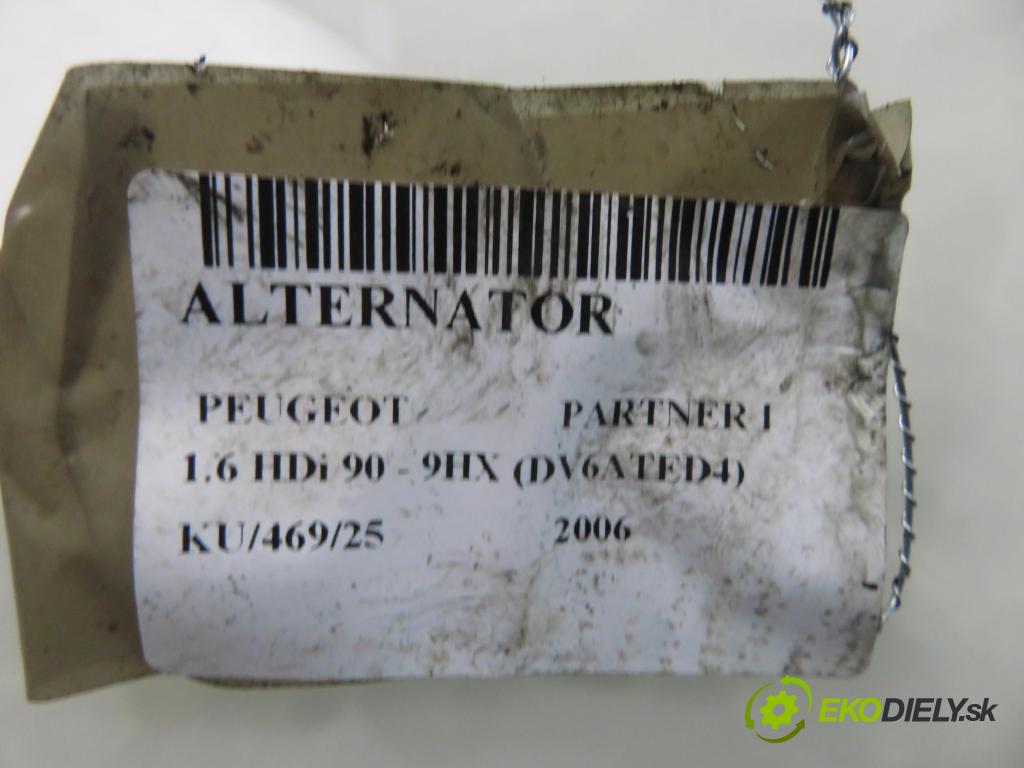 ALTERNATOR
PEUGEOT PARTNER I
1.6 HDi 90 - 9HX (DV6ATED4)
KU/469/25 2006
EKODIELY.sk